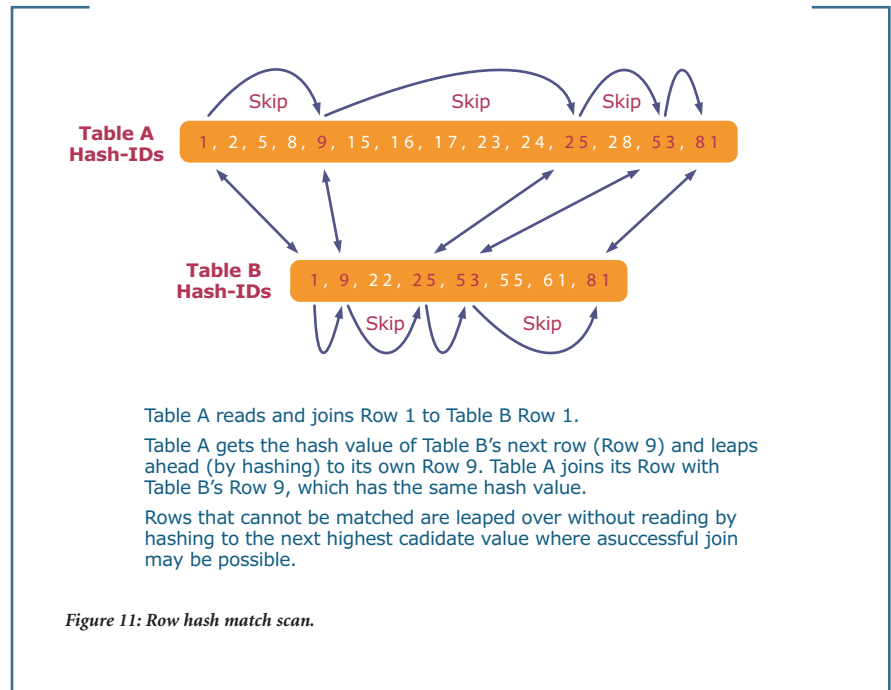 Skip Skip Skip
Table A
Hash-IDs
1, 2, 5, 8, 9, 15, 16, 17, 23, 24, 25, 28, 53, 81
Table B
Hash-IDs
1, 9, 22, 25, 53, 55, 61, 81
Skip Skip
Table A reads and joins Row 1 to Table B Row 1.
Table A gets the hash value of Table B’s next row (Row 9) and leaps
ahead (by hashing) to its own Row 9. Table A joins its Row with
Table B’s Row 9, which has the same hash value.
Rows that cannot be matched are leaped over without reading by
hashing to the next highest cadidate value where asuccessful join
may be possible.
Figure 11: Row hash match scan.